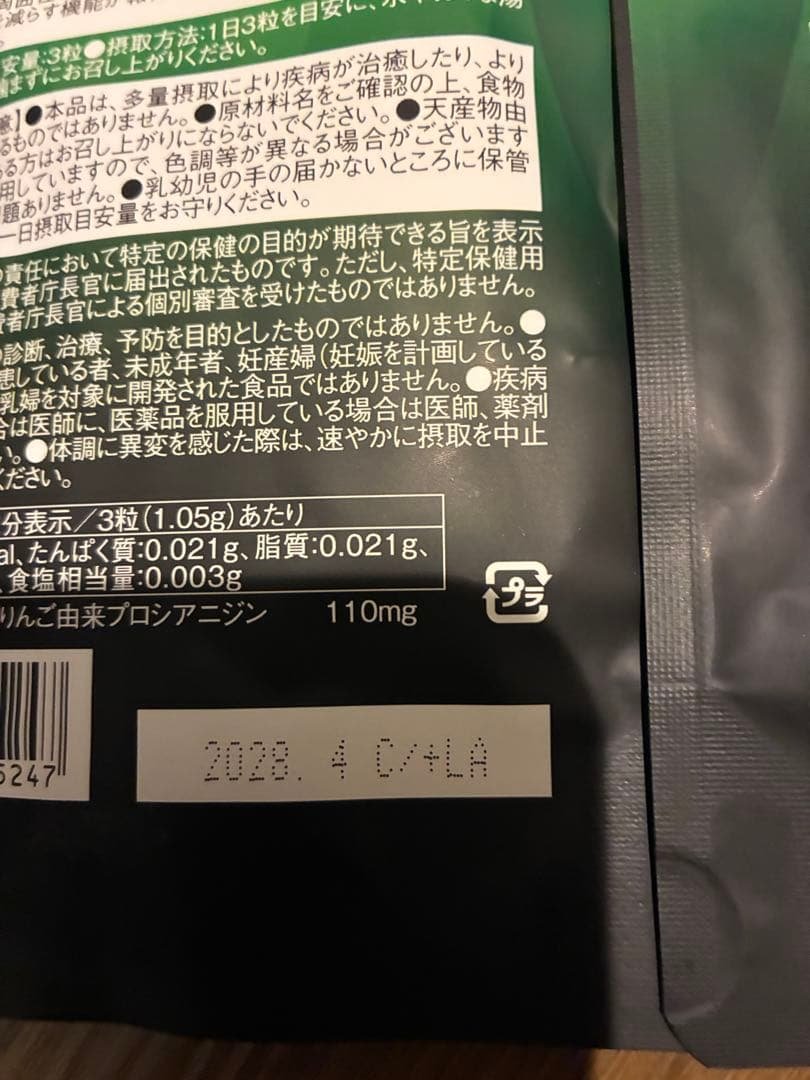 減らす機能が
安量:3粒●摂取方法:1日3粒を目安に、
まずにお召し上がりください。
意】●本品は、多量摂取により疾病が治癒したり、より
るものではありません。●原材料名をご確認の上、食物
る方はお召し上がりにならないでください。●天産物由
用していますので、色調等が異なる場合がございます
題ありません。●乳幼児の手の届かないところに保管
一日摂取目安量をお守りください。
責任において特定の保健の目的が期待できる旨を表示
費者庁長官に届出されたものです。ただし、特定保健用
者庁長官による個別審査を受けたものではありません。
診断、治療、予防を目的としたものではありません。●
患している者、未成年者、妊産婦(妊娠を計画している
乳婦を対象に開発された食品ではありません。●疾病
合は医師に、医薬品を服用している場合は医師、薬剤
い。●体調に異変を感じた際は、速やかに摂取を中止
ください。
分表示/3粒(1.05g)あたり
al、たんぱく質:0.021g、脂質:0.021g、
、食塩相当量:0.003g
りんご由来プロシアニジン 110mg
プラ
5247
2028. 4 C/+LA